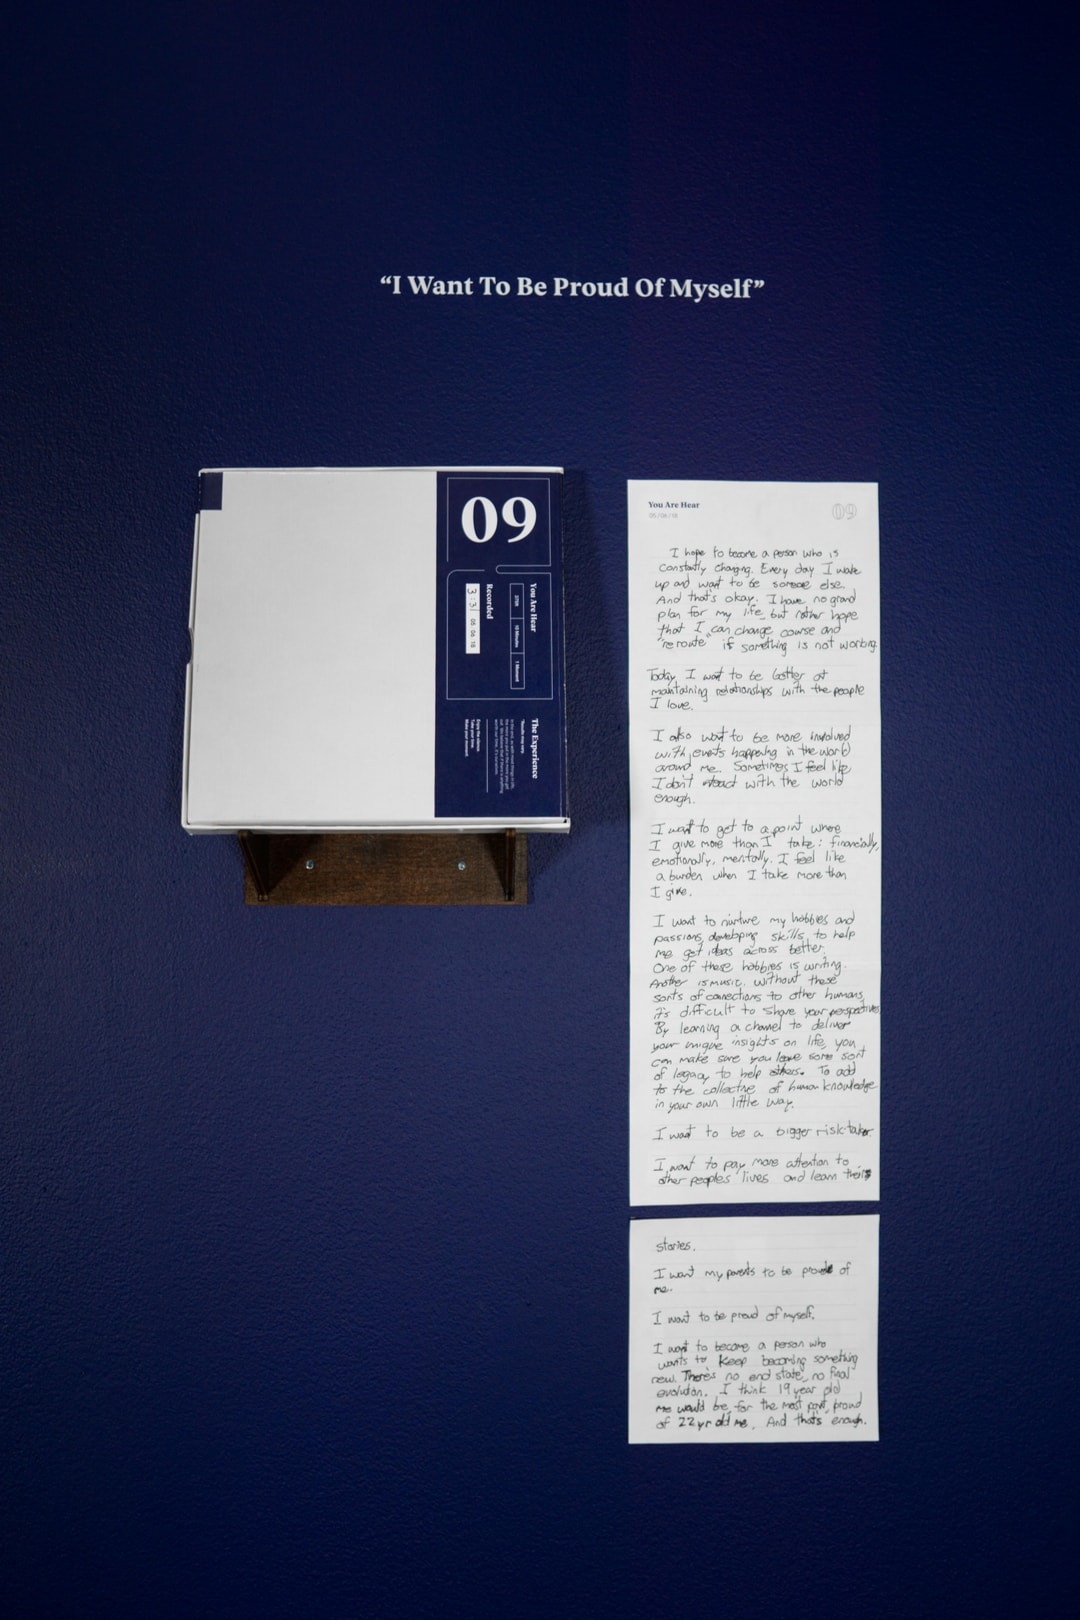 “I Want To Be Proud Of Myself”
09
You Are Hear
Recorded
3:31 05 06 18
The Experience
Enjoy the silence.
Take your time.
Make your moment.
You Are Hear
05/06/18
09
I hope to become a person who is
constantly changing. Every day I wake
up and want to be someone else.
And that's okay. I have no grand
plan for my life, but rather hope
that I can change course and
"reroute" if something is not working.
Today, I want to be better at
maintaining relationships with the people
I love.
I also want to be more involved
with events happening in the world
around me. Sometimes I feel like
I don't interact with the world
enough.
I want to get to a point where
I give more than I take: financially,
emotionally, mentally. I feel like
a burden when I take more than
I give.
I want to nurture my hobbies and
passions, developing skills to help
me get ideas across better.
One of these hobbies is writing.
Another is music. Without these
sorts of connections to other humans,
it's difficult to share your perspectives.
By learning a channel to deliver
your unique insights on life, you
can make sure you leave some sort
of legacy to help others. To add
to the collective of human knowledge
in your own little way.
I want to be a bigger risk-taker.
I want to pay more attention to
other peoples lives and learn their
stories.
I want my parents to be proud of
me.
I want to be proud of myself.
I want to become a person who
wants to keep becoming something
new. There's no end state, no final
evolution. I think 19 year old
me would be, for the most part, proud
of 22 yr old me. And that's enough.